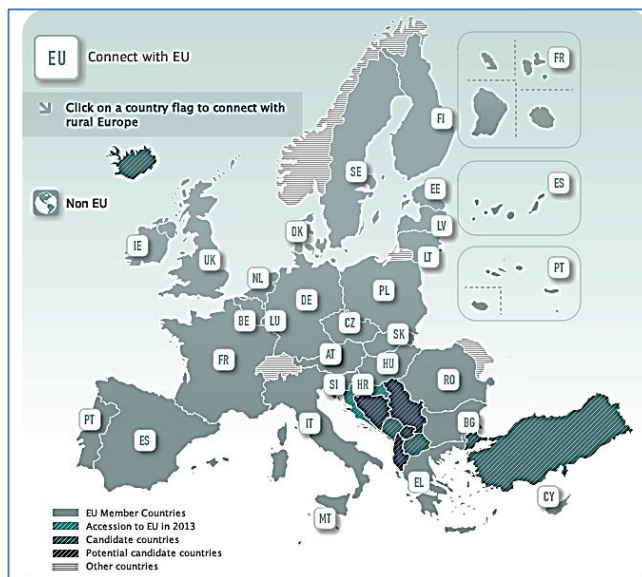 EU
Connect with EU
Click on a country flag to connect with
rural Europe
Non EU
FR
ES
PT
FI
SE
EE
LV
LT
DK
IE
UK
NL
DE
PL
BE
LU
CZ
SK
FR
AT
HU
SI
HR
RO
PT
ES
IT
BG
EL
MT
CY
EU Member Countries
Accession to EU in 2013
Candidate countries
Potential candidate countries
Other countries